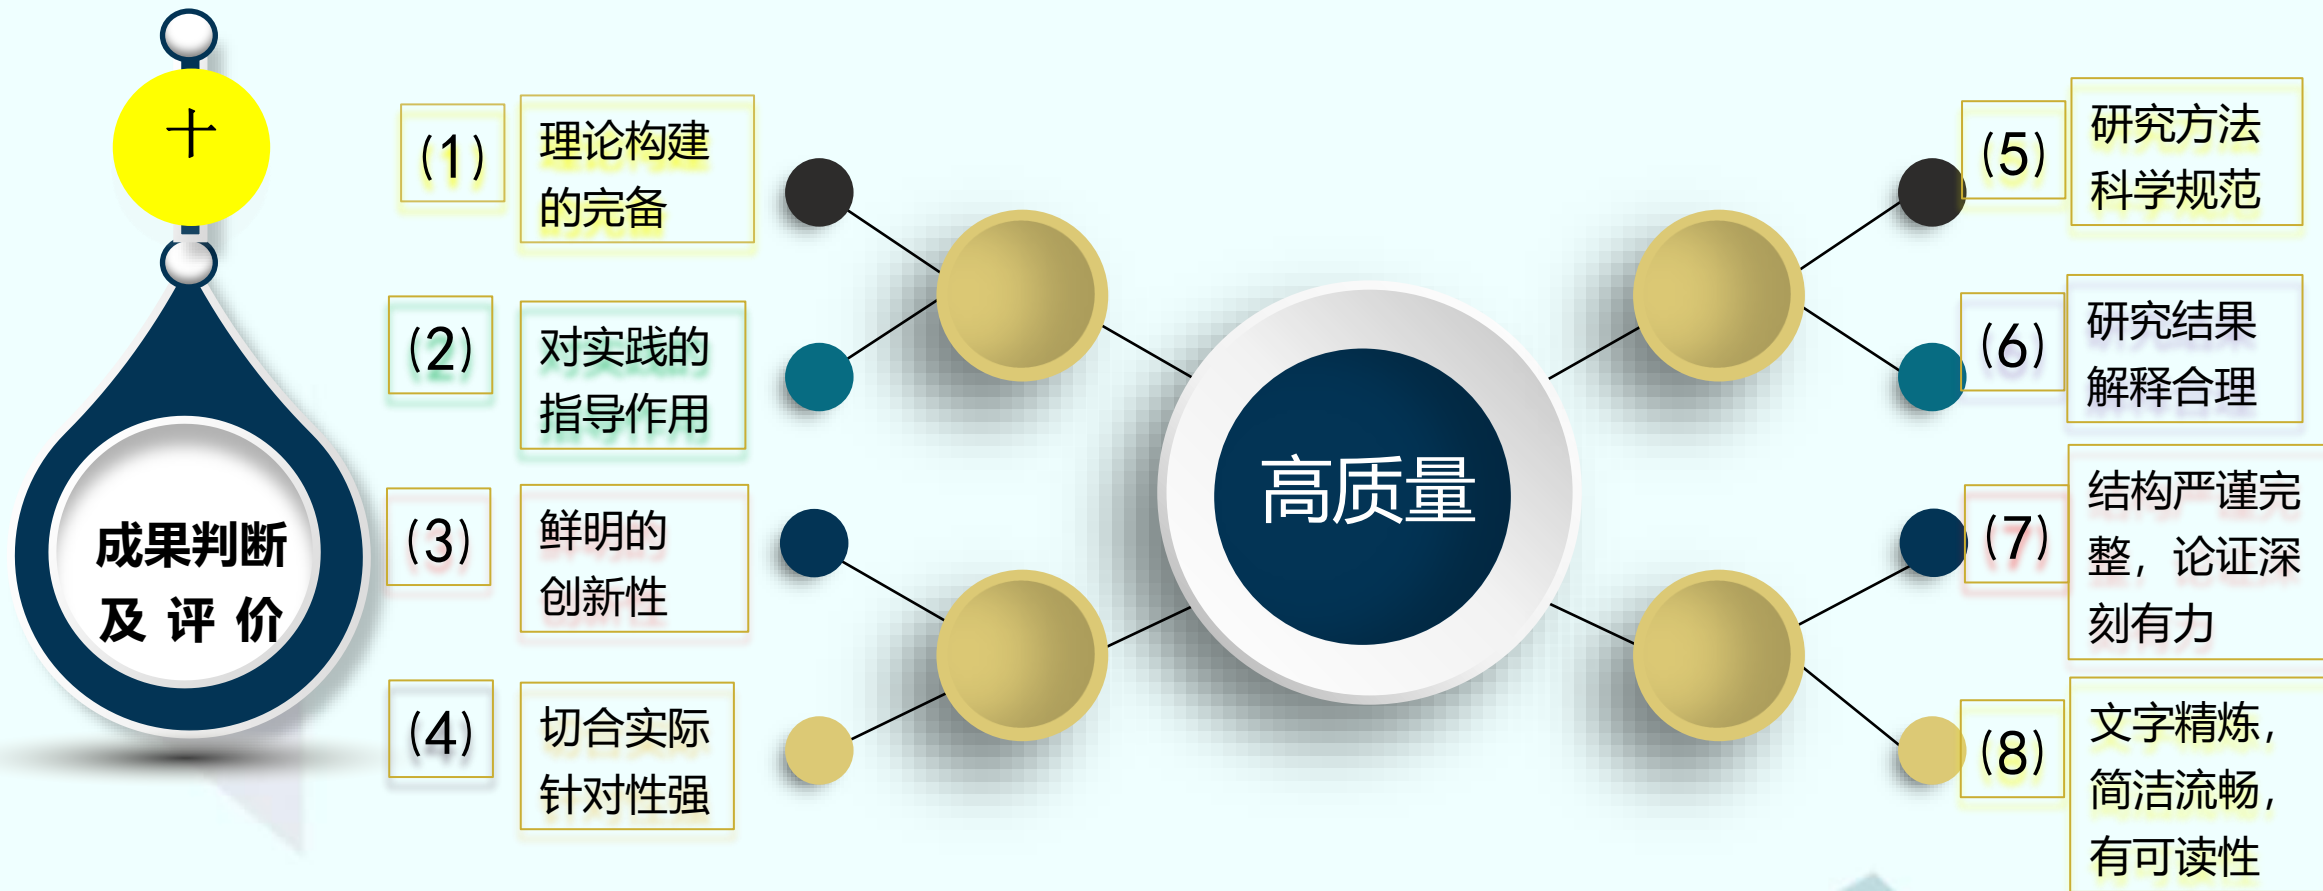 十
成果判断
及评价
（1）
理论构建
的完备
（2）
对实践的
指导作用
（3）
鲜明的
创新性
（4）
切合实际
针对性强
高质量
（5）
研究方法
科学规范
（6）
研究结果
解释合理
（7）
结构严谨完
整，论证深
刻有力
（8）
文字精炼，
简洁流畅，
有可读性